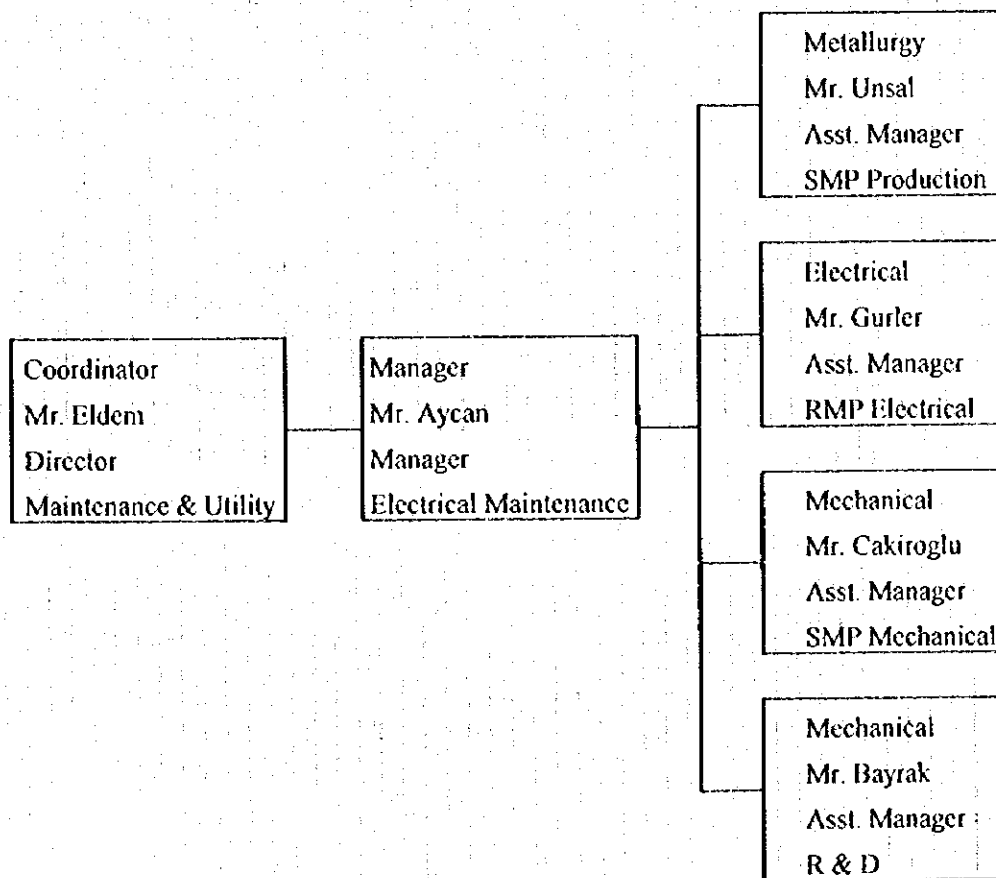 Coordinator
Mr. Eldem
Director
Maintenance & Utility
Manager
Mr. Aycan
Manager
Electrical Maintenance
Metallurgy
Mr. Unsal
Asst. Manager
SMP Production
Electrical
Mr. Gurler
Asst. Manager
RMP Electrical
Mechanical
Mr. Cakiroglu
Asst. Manager
SMP Mechanical
Mechanical
Mr. Bayrak
Asst. Manager
R & D